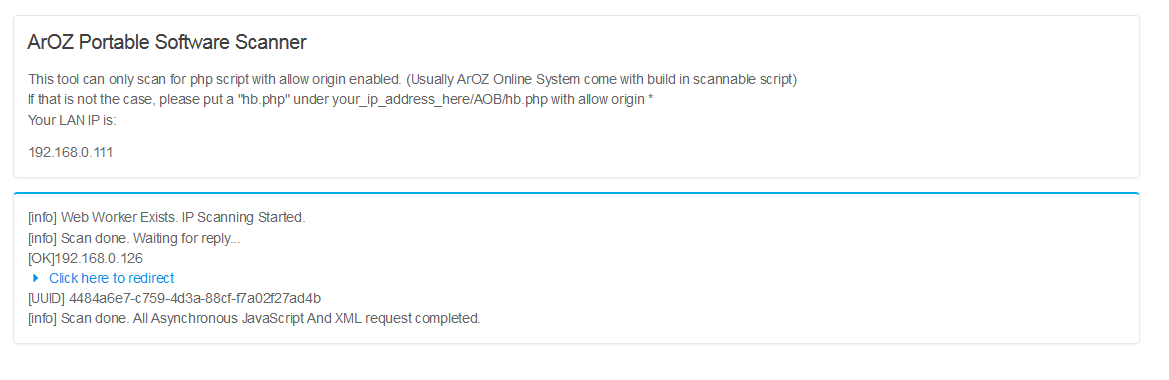 ArOZ Portable Software Scanner
This tool can only scan for php script with allow origin enabled. (Usually ArOZ Online System come with build in scannable script)
If that is not the case, please put a "hb.php" under your_ip_address_here/AOB/hb.php with allow origin *
Your LAN IP is:
192.168.0.111
[info] Web Worker Exists. IP Scanning Started.
[info] Scan done. Waiting for reply...
[OK]192.168.0.126
Click here to redirect
[UUID] 4484a6e7-c759-4d3a-88cf-f7a02f27ad4b
[info] Scan done. All Asynchronous JavaScript And XML request completed.